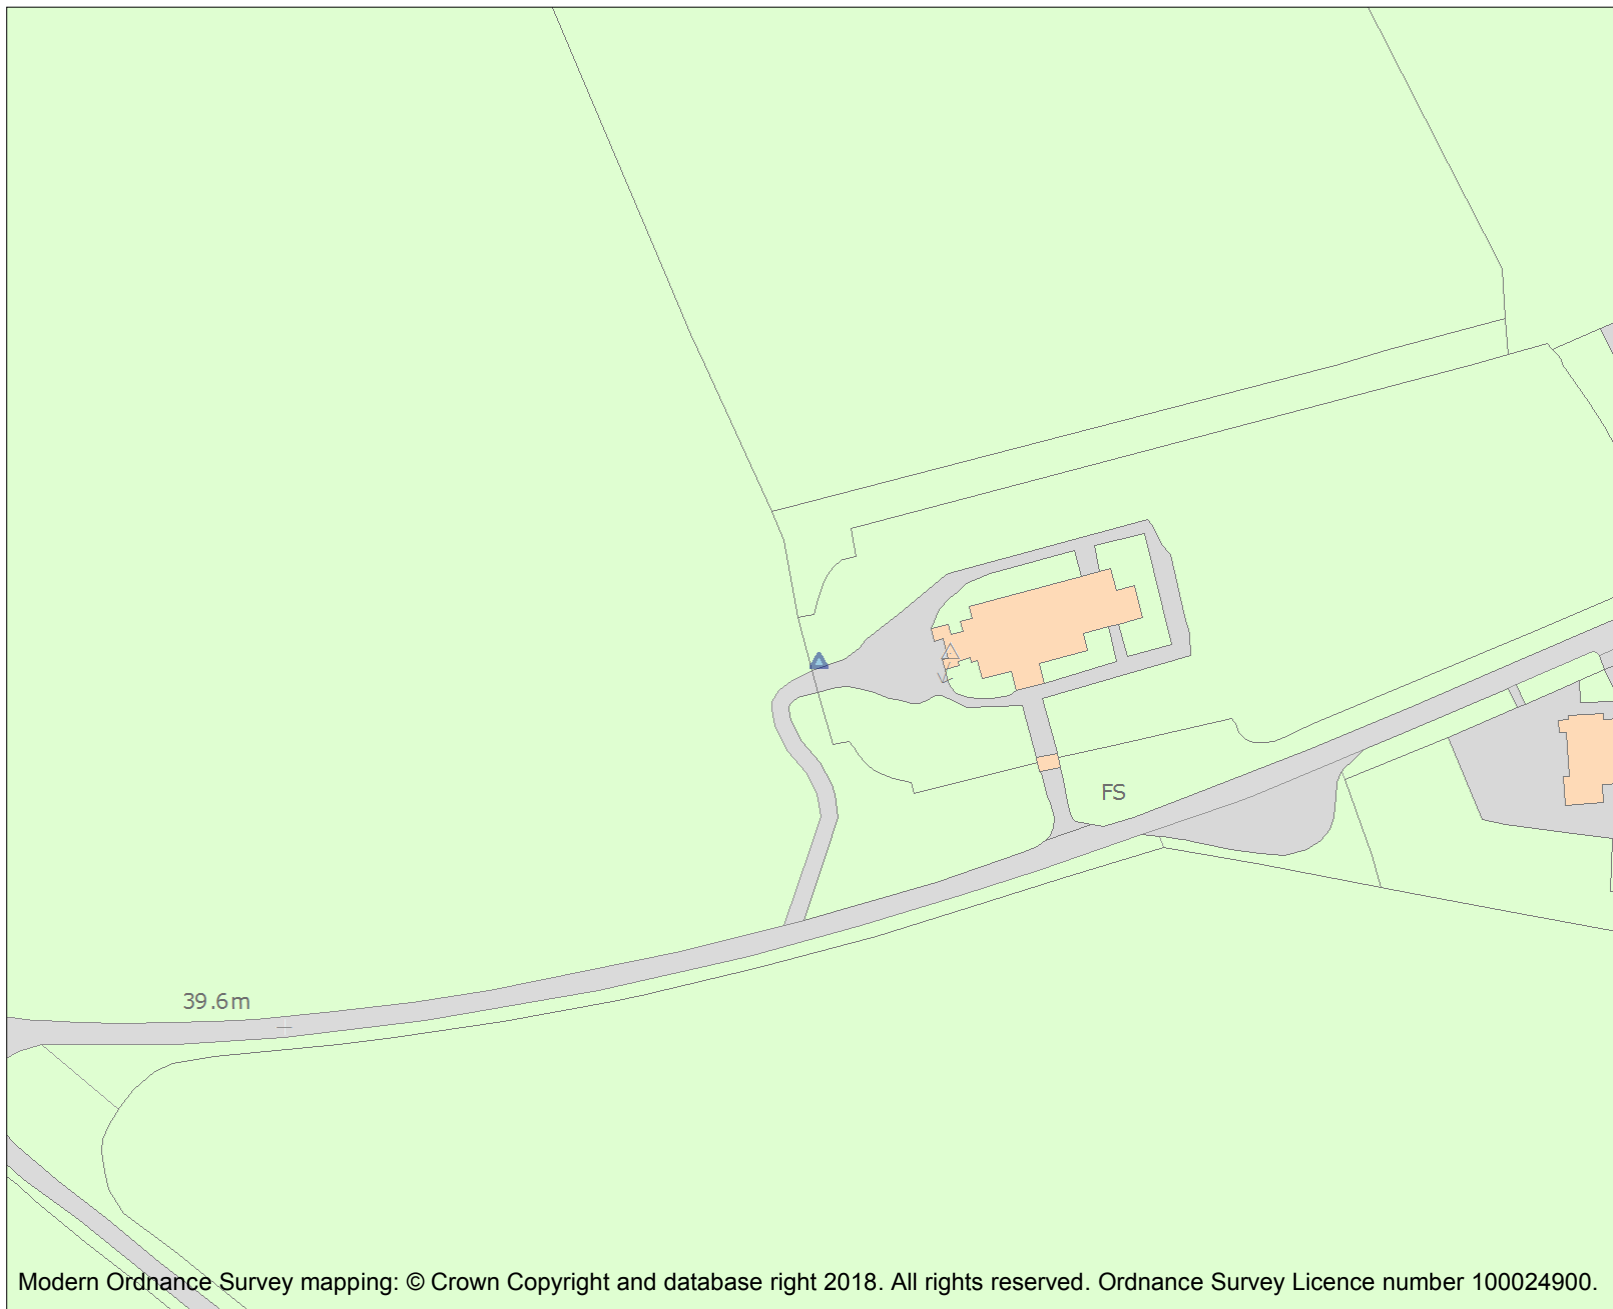 FS
39.6m
Modern Ordnance Survey mapping: © Crown Copyright and database right 2018. All rights reserved. Ordnance Survey Licence number 100024900.